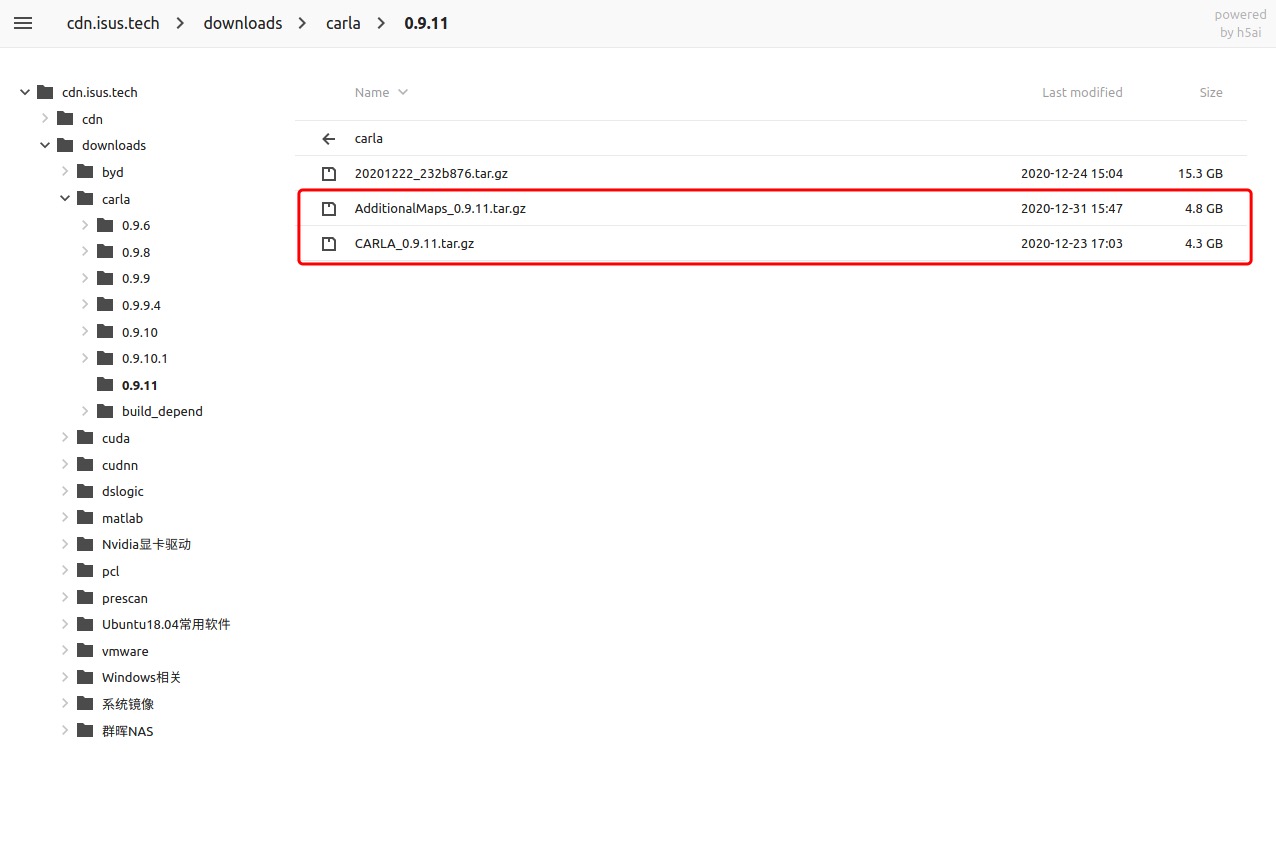 cdn.isus.tech > downloads > carla > 0.9.11
powered
by h5ai
cdn.isus.tech
cdn
downloads
byd
carla
0.9.6
0.9.8
0.9.9
0.9.9.4
0.9.10
0.9.10.1
0.9.11
build_depend
cuda
cudnn
dslogic
matlab
Nvidia显卡驱动
pcl
prescan
Ubuntu18.04常用软件
vmware
Windows相关
系统镜像
群晖NAS
Name Last modified Size
carla
20201222_232b876.tar.gz 2020-12-24 15:04 15.3 GB
AdditionalMaps_0.9.11.tar.gz 2020-12-31 15:47 4.8 GB
CARLA_0.9.11.tar.gz 2020-12-23 17:03 4.3 GB